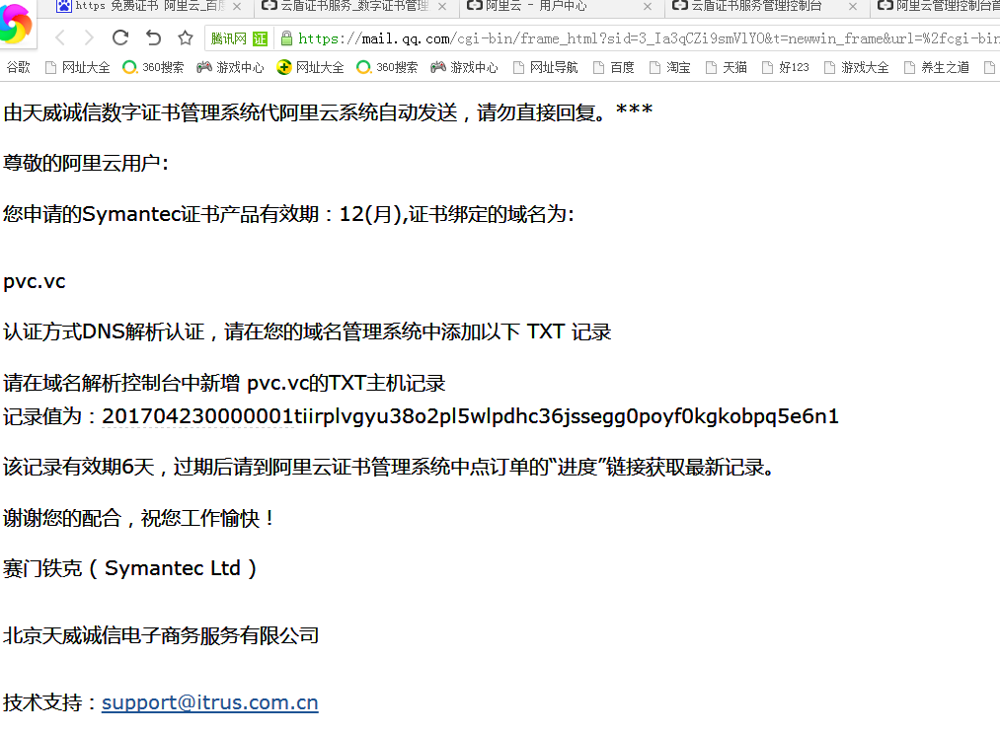 https 免费证书 阿里云_百
云盾证书服务_数字证书管理
阿里云 - 用户中心
云盾证书服务管理控制台
阿里云管理控制台首
腾讯网 证 https://mail.qq.com/cgi-bin/frame_html?sid=3_Ia3qCZi9smVlYO&t=newwin_frame&url=%2fcgi-bin
谷歌 网址大全 360搜索 游戏中心 网址大全 360搜索 游戏中心 网址导航 百度 淘宝 天猫 好123 游戏大全 养生之道
由天威诚信数字证书管理系统代阿里云系统自动发送，请勿直接回复。***
尊敬的阿里云用户:
您申请的Symantec证书产品有效期：12(月),证书绑定的域名为:
pvc.vc
认证方式DNS解析认证，请在您的域名管理系统中添加以下 TXT 记录
请在域名解析控制台中新增 pvc.vc的TXT主机记录
记录值为：201704230000001tiirplvgyu38o2pl5wlpdhc36jssegg0poyf0kgkobpq5e6n1
该记录有效期6天，过期后请到阿里云证书管理系统中点订单的“进度”链接获取最新记录。
谢谢您的配合，祝您工作愉快！
赛门铁克 ( Symantec Ltd )
北京天威诚信电子商务服务有限公司
技术支持：support@itrus.com.cn